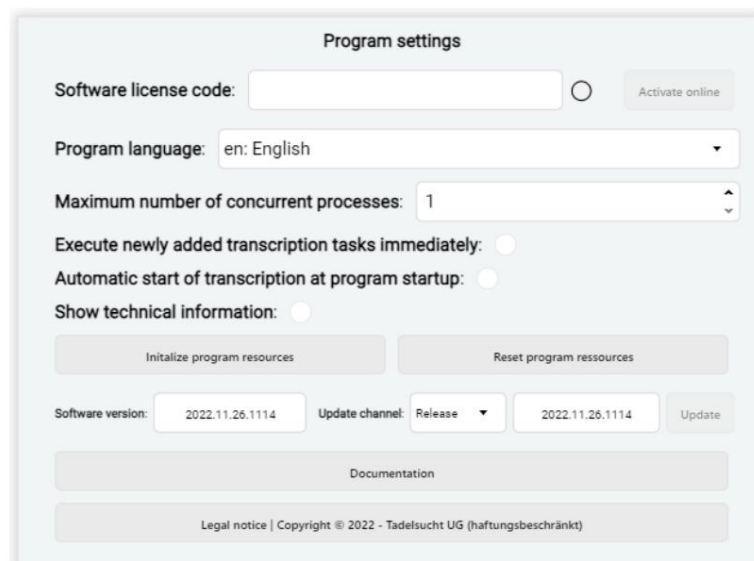 Program settings
Software license code: Activate online
Program language: en: English
Maximum number of concurrent processes: 1
Execute newly added transcription tasks immediately:
Automatic start of transcription at program startup:
Show technical information:
Initalize program resources Reset program ressources
Software version: 2022.11.26.1114 Update channel: Release 2022.11.26.1114 Update
Documentation
Legal notice | Copyright © 2022 - Tadelsucht UG (haftungsbeschränkt)